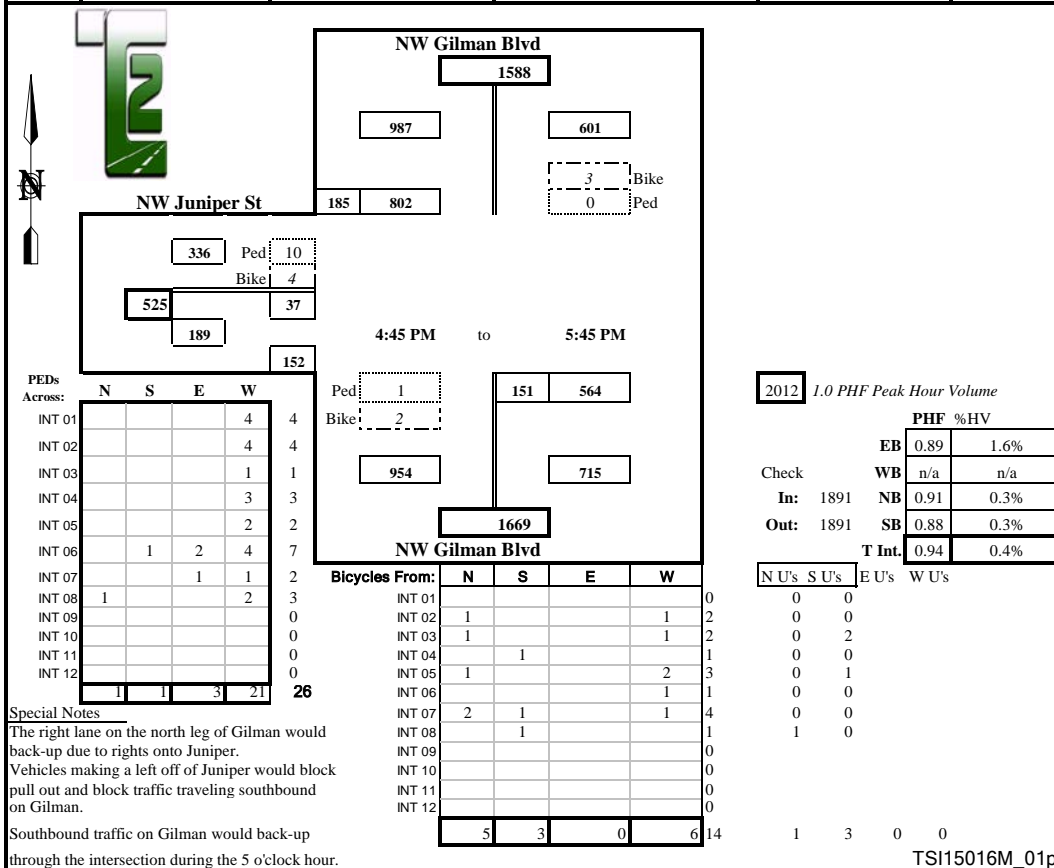 T2
N
NW Gilman Blvd
1588
987 601
3 Bike
0 Ped
NW Juniper St
185 802
336 Ped 10
Bike 4
525 37
189
152
4:45 PM to 5:45 PM
Ped 1
Bike 2
151 564
954 715
1669
NW Gilman Blvd
PEDs
Across: N S E W
INT 01 4 4
INT 02 4 4
INT 03 1 1
INT 04 3 3
INT 05 2 2
INT 06 1 2 4 7
INT 07 1 1 2
INT 08 1 2 3
INT 09 0
INT 10 0
INT 11 0
INT 12 0
1 1 3 21 26
Special Notes
The right lane on the north leg of Gilman would
back-up due to rights onto Juniper.
Vehicles making a left off of Juniper would block
pull out and block traffic traveling southbound
on Gilman.
Southbound traffic on Gilman would back-up
through the intersection during the 5 o'clock hour.
Bicycles From: N S E W
INT 01 0
INT 02 1 1 2
INT 03 1 1 2
INT 04 1 1
INT 05 1 2 3
INT 06 1 1
INT 07 2 1 1 4
INT 08 1 1
INT 09 0
INT 10 0
INT 11 0
INT 12 0
5 3 0 6 14
2012 1.0 PHF Peak Hour Volume
PHF %HV
EB 0.89 1.6%
Check WB n/a n/a
In: 1891 NB 0.91 0.3%
Out: 1891 SB 0.88 0.3%
T Int. 0.94 0.4%
N U's S U's E U's W U's
0 0
0 0
0 2
0 0
0 1
0 0
0 0
1 0
1 3 0 0
TSI15016M_01p